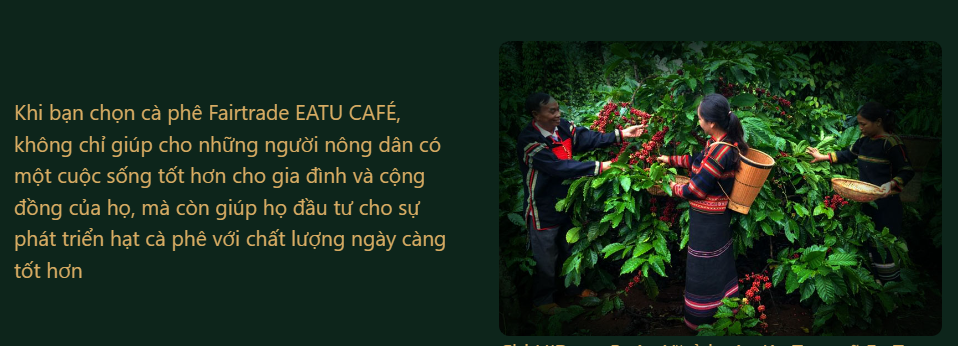 Khi bạn chọn cà phê Fairtrade EATU CAFÉ,
không chỉ giúp cho những người nông dân có
một cuộc sống tốt hơn cho gia đình và cộng
đồng của họ, mà còn giúp họ đầu tư cho sự
phát triển hạt cà phê với chất lượng ngày càng
tốt hơn